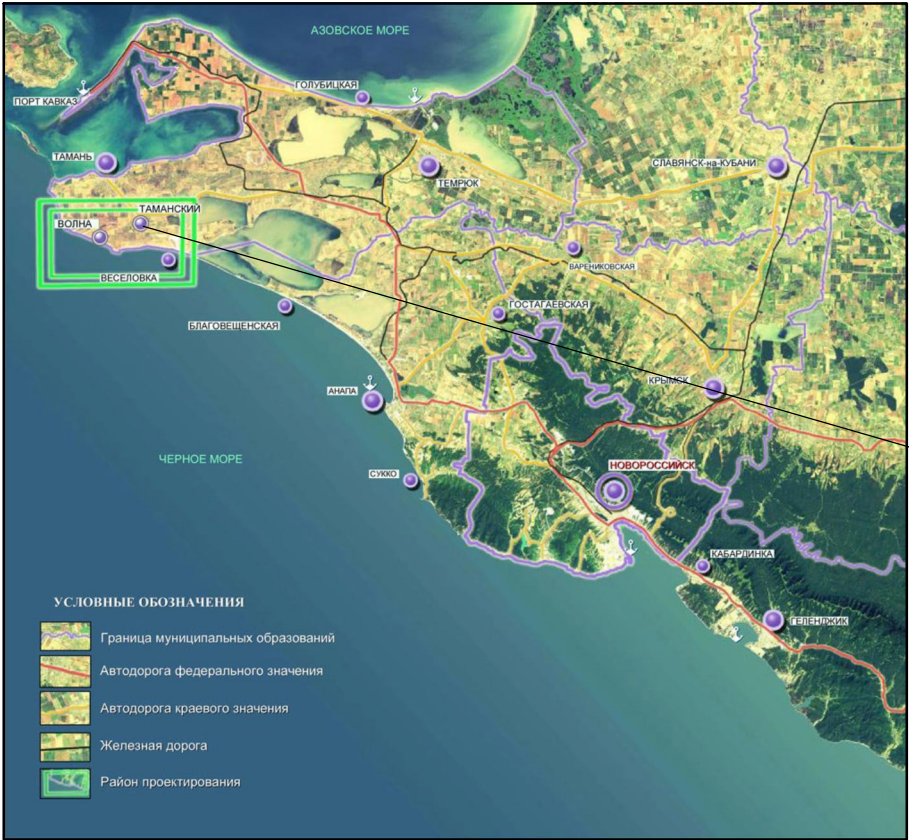 АЗОВСКОЕ МОРЕ
ГОЛУБИЦКАЯ
ПОРТ КАВКАЗ
ТАМАНЬ
ТЕМРЮК
СЛАВЯНСК-на-КУБАНИ
ТАМАНСКИЙ
ВОЛНА
ВЕСЕЛОВКА
ВАРЕНИКОВСКАЯ
ГОСТАГАЕВСКАЯ
БЛАГОВЕЩЕНСКАЯ
КРЫМСК
АНАПА
ЧЕРНОЕ МОРЕ
СУККО
НОВОРОССИЙСК
КАБАРДИНКА
ГЕЛЕНДЖИК
УСЛОВНЫЕ ОБОЗНАЧЕНИЯ
Граница муниципальных образований
Автодорога федерального значения
Автодорога краевого значения
Железная дорога
Район проектирования